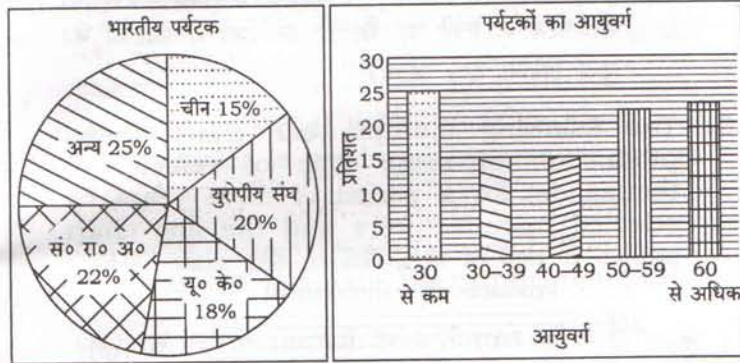 भारतीय पर्यटक
चीन 15%
अन्य 25%
युरोपीय संघ
20%
सं० रा० अ०
22%
यू० के०
18%
पर्यटकों का आयुवर्ग
प्रतिशत
30
25
20
15
10
5
0
30
से कम
30–39
40–49
50–59
60
से अधिक
आयुवर्ग